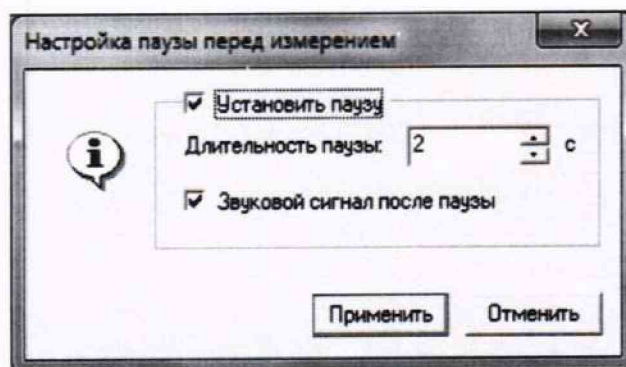 Настройка паузы перед измерением
Установить паузу
Длительность паузы: 2 с
Звуковой сигнал после паузы
Применить Отменить